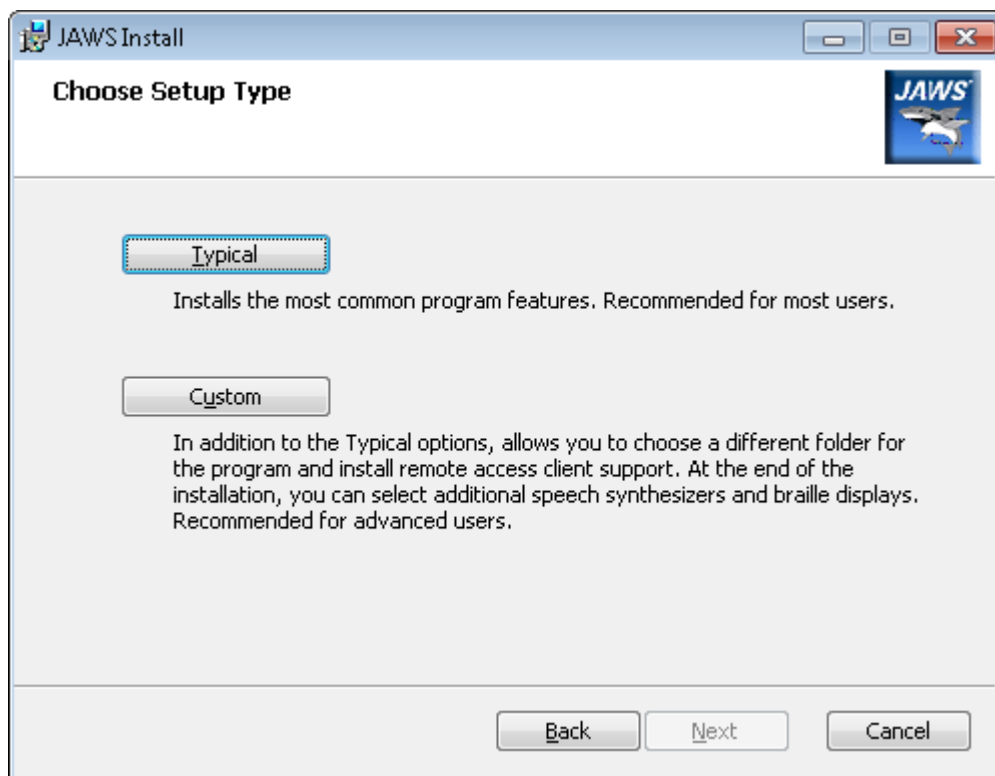 JAWS Install
Choose Setup Type
JAWS
Typical
Installs the most common program features. Recommended for most users.
Custom
In addition to the Typical options, allows you to choose a different folder for
the program and install remote access client support. At the end of the
installation, you can select additional speech synthesizers and braille displays.
Recommended for advanced users.
Back
Next
Cancel